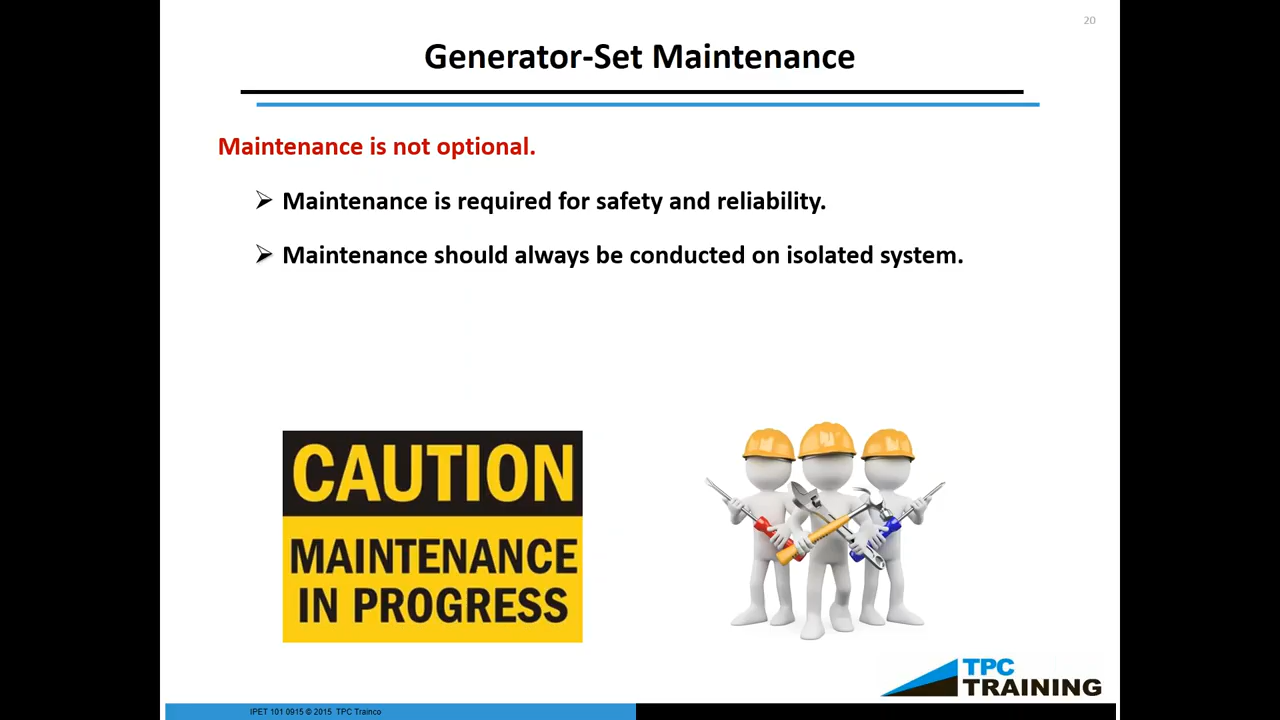 20
Generator-Set Maintenance
Maintenance is not optional.
Maintenance is required for safety and reliability.
Maintenance should always be conducted on isolated system.
CAUTION
MAINTENANCE
IN PROGRESS
TPC
TRAINING
IPET 101 0915 © 2015 TPC Trainco